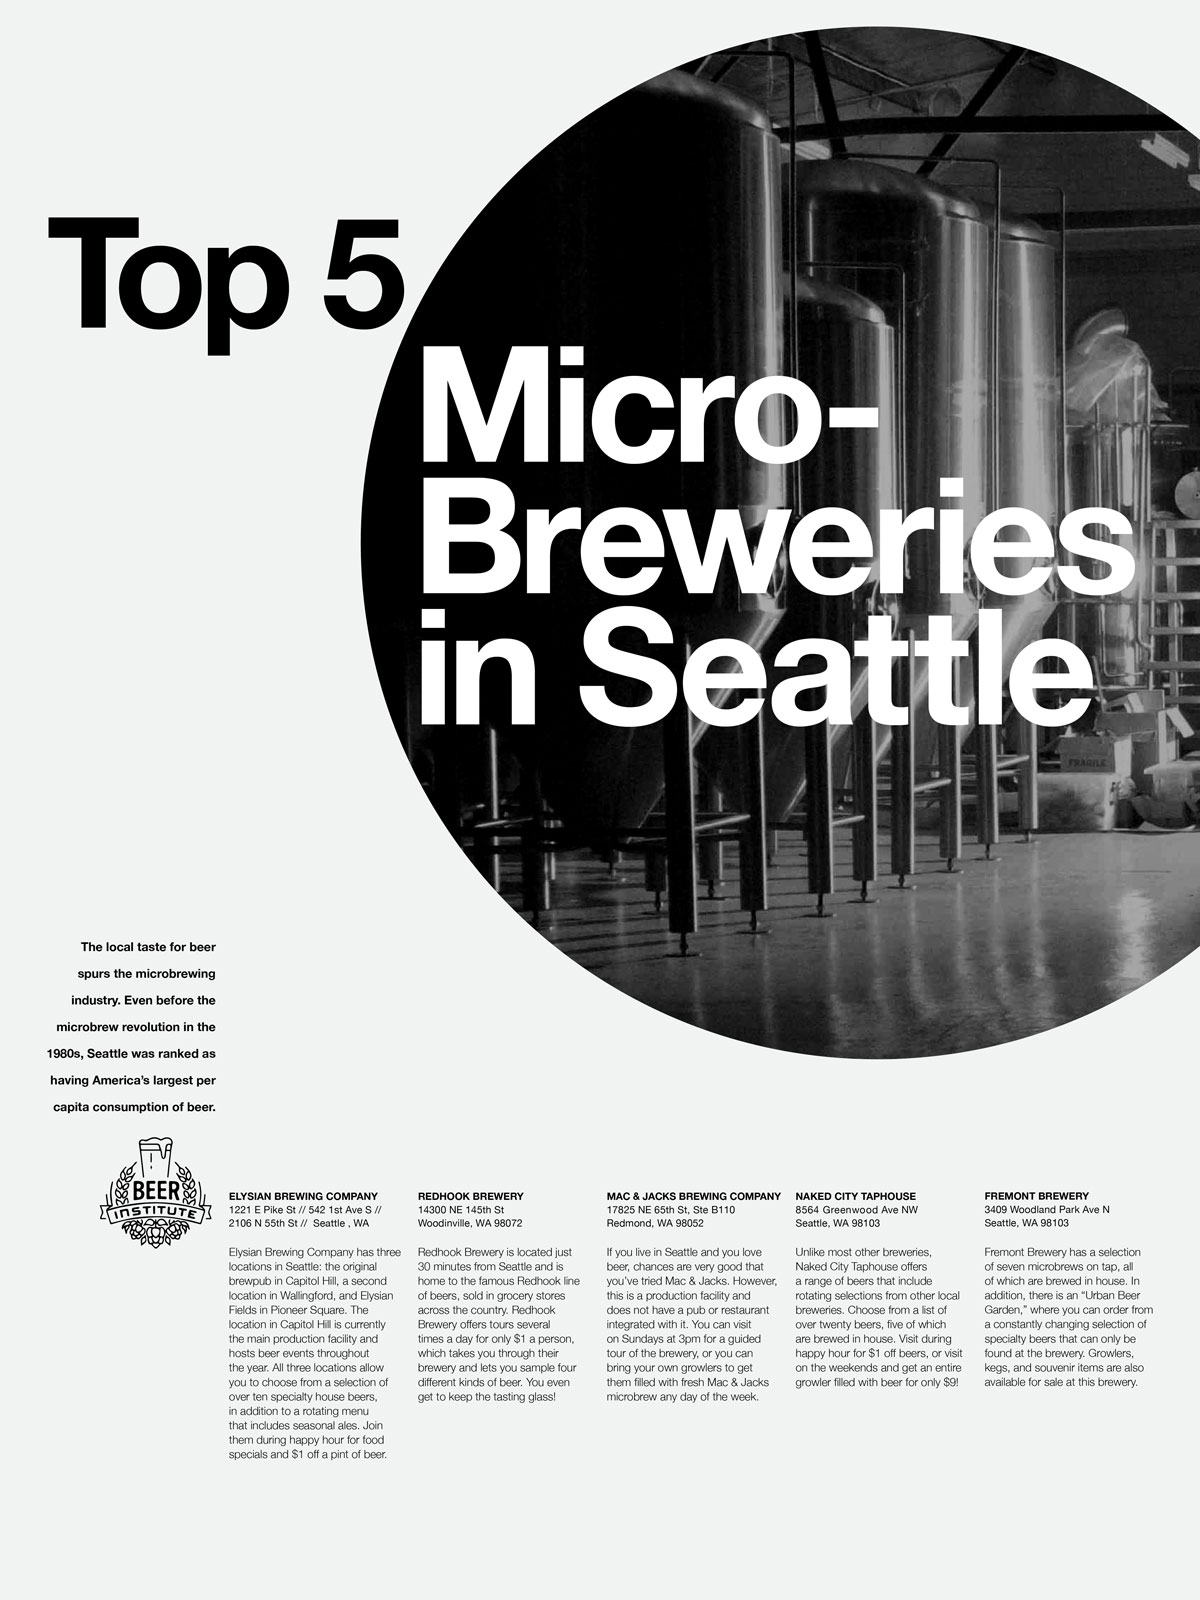 Top 5
Micro-
Breweries
in Seattle
FRAGILE
The local taste for beer
spurs the microbrewing
industry. Even before the
microbrew revolution in the
1980s, Seattle was ranked as
having America's largest per
capita consumption of beer.
BEER
INSTITUTE
ELYSIAN BREWING COMPANY
1221 E Pike St // 542 1st Ave S //
2106 N 55th St // Seattle , WA
Elysian Brewing Company has three
locations in Seattle: the original
brewpub in Capitol Hill, a second
location in Wallingford, and Elysian
Fields in Pioneer Square. The
location in Capitol Hill is currently
the main production facility and
hosts beer events throughout
the year. All three locations allow
you to choose from a selection of
over ten specialty house beers,
in addition to a rotating menu
that includes seasonal ales. Join
them during happy hour for food
specials and $1 off a pint of beer.
REDHOOK BREWERY
14300 NE 145th St
Woodinville, WA 98072
Redhook Brewery is located just
30 minutes from Seattle and is
home to the famous Redhook line
of beers, sold in grocery stores
across the country. Redhook
Brewery offers tours several
times a day for only $1 a person,
which takes you through their
brewery and lets you sample four
different kinds of beer. You even
get to keep the tasting glass!
MAC & JACKS BREWING COMPANY
17825 NE 65th St, Ste B110
Redmond, WA 98052
If you live in Seattle and you love
beer, chances are very good that
you've tried Mac & Jacks. However,
this is a production facility and
does not have a pub or restaurant
integrated with it. You can visit
on Sundays at 3pm for a guided
tour of the brewery, or you can
bring your own growlers to get
them filled with fresh Mac & Jacks
microbrew any day of the week.
NAKED CITY TAPHOUSE
8564 Greenwood Ave NW
Seattle, WA 98103
Unlike most other breweries,
Naked City Taphouse offers
a range of beers that include
rotating selections from other local
breweries. Choose from a list of
over twenty beers, five of which
are brewed in house. Visit during
happy hour for $1 off beers, or visit
on the weekends and get an entire
growler filled with beer for only $9!
FREMONT BREWERY
3409 Woodland Park Ave N
Seattle, WA 98103
Fremont Brewery has a selection
of seven microbrews on tap, all
of which are brewed in house. In
addition, there is an “Urban Beer
Garden,” where you can order from
a constantly changing selection of
specialty beers that can only be
found at the brewery. Growlers,
kegs, and souvenir items are also
available for sale at this brewery.